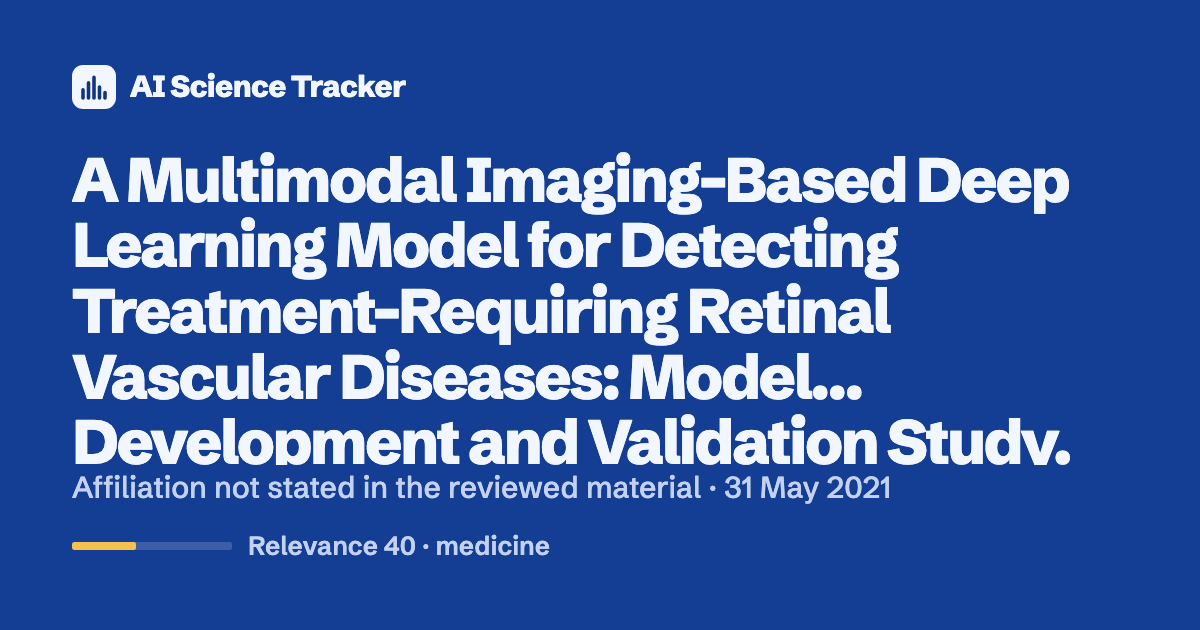 AI Science Tracker
A Multimodal Imaging-Based Deep
Learning Model for Detecting
Treatment-Requiring Retinal
Vascular Diseases: Model...
Development and Validation Study.
Affiliation not stated in the reviewed material · 31 May 2021
Relevance 40 · medicine